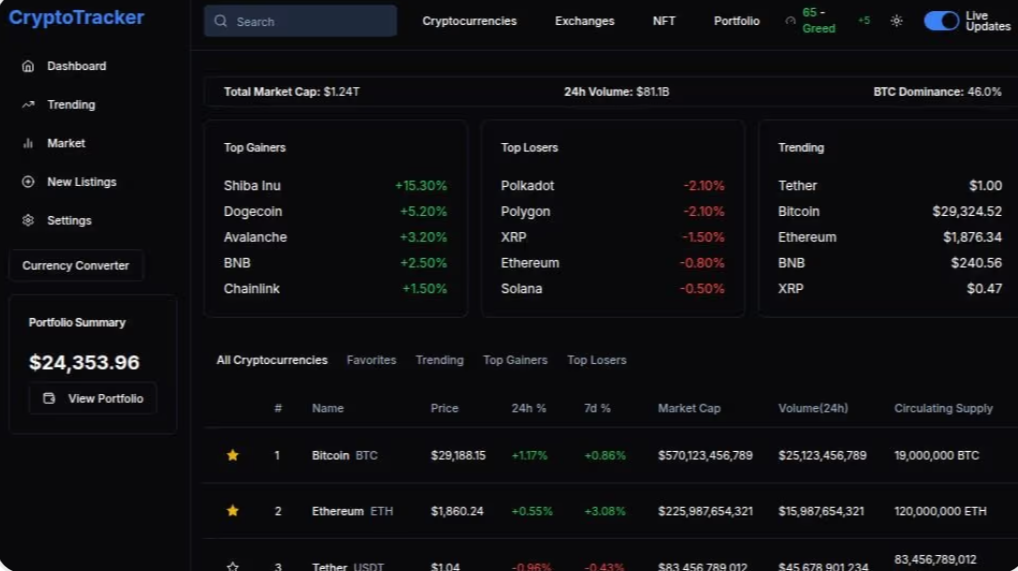 CryptoTracker
Search
Cryptocurrencies
Exchanges
NFT
Portfolio
65 -
Greed
+5
Live
Updates
Dashboard
Trending
Market
New Listings
Settings
Currency Converter
Portfolio Summary
$24,353.96
View Portfolio
Total Market Cap: $1.24T
24h Volume: $81.1B
BTC Dominance: 46.0%
Top Gainers
Shiba Inu +15.30%
Dogecoin +5.20%
Avalanche +3.20%
BNB +2.50%
Chainlink +1.50%
Top Losers
Polkadot -2.10%
Polygon -2.10%
XRP -1.50%
Ethereum -0.80%
Solana -0.50%
Trending
Tether $1.00
Bitcoin $29,324.52
Ethereum $1,876.34
BNB $240.56
XRP $0.47
All Cryptocurrencies Favorites Trending Top Gainers Top Losers
# Name Price 24h % 7d % Market Cap Volume(24h) Circulating Supply
1 Bitcoin BTC $29,188.15 +1.17% +0.86% $570,123,456,789 $25,123,456,789 19,000,000 BTC
2 Ethereum ETH $1,860.24 +0.55% +3.08% $225,987,654,321 $15,987,654,321 120,000,000 ETH
3 Tether USDT $1.04 -0.96% -0.43% $83,456,789,012 $45,678,901,234 83,456,789,012